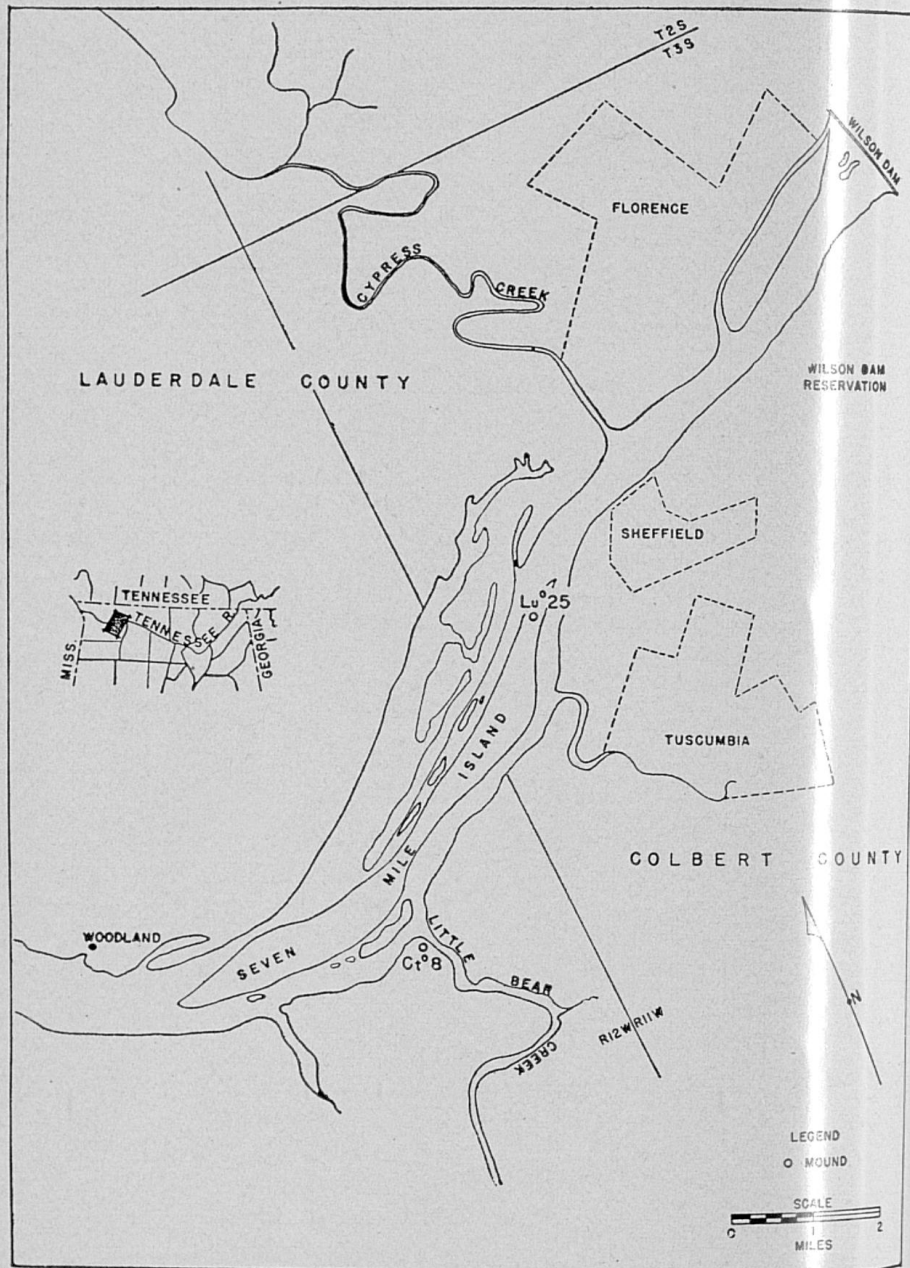 T2S
T3S
WILSON DAM
FLORENCE
CYPRESS CREEK
LAUDERDALE COUNTY
WILSON DAM
RESERVATION
SHEFFIELD
TENNESSEE
TENNESSEE R.
MISS.
GEORGIA
Lu° 25
TUSCUMBIA
SEVEN MILE ISLAND
COLBERT COUNTY
WOODLAND
Ct° 8
LITTLE BEAR CREEK
R12W R11W
N
LEGEND
O MOUND
SCALE
0 1 2
MILES